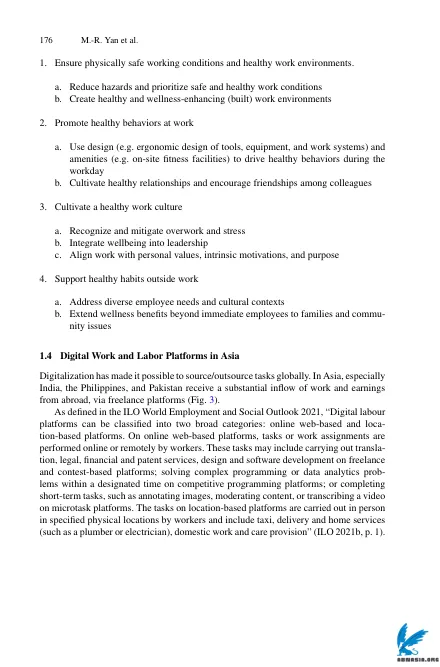 176 M.-R. Yan et al.
1. Ensure physically safe working conditions and healthy work environments.
a. Reduce hazards and prioritize safe and healthy work conditions
b. Create healthy and wellness-enhancing (built) work environments
2. Promote healthy behaviors at work
a. Use design (e.g. ergonomic design of tools, equipment, and work systems) and
amenities (e.g. on-site fitness facilities) to drive healthy behaviors during the
workday
b. Cultivate healthy relationships and encourage friendships among colleagues
3. Cultivate a healthy work culture
a. Recognize and mitigate overwork and stress
b. Integrate wellbeing into leadership
c. Align work with personal values, intrinsic motivations, and purpose
4. Support healthy habits outside work
a. Address diverse employee needs and cultural contexts
b. Extend wellness benefits beyond immediate employees to families and commu-
nity issues
1.4 Digital Work and Labor Platforms in Asia
Digitalization has made it possible to source/outsource tasks globally. In Asia, especially
India, the Philippines, and Pakistan receive a substantial inflow of work and earnings
from abroad, via freelance platforms (Fig. 3).
As defined in the ILO World Employment and Social Outlook 2021, “Digital labour
platforms can be classified into two broad categories: online web-based and loca-
tion-based platforms. On online web-based platforms, tasks or work assignments are
performed online or remotely by workers. These tasks may include carrying out transla-
tion, legal, financial and patent services, design and software development on freelance
and contest-based platforms; solving complex programming or data analytics prob-
lems within a designated time on competitive programming platforms; or completing
short-term tasks, such as annotating images, moderating content, or transcribing a video
on microtask platforms. The tasks on location-based platforms are carried out in person
in specified physical locations by workers and include taxi, delivery and home services
(such as a plumber or electrician), domestic work and care provision” (ILO 2021b, p. 1).